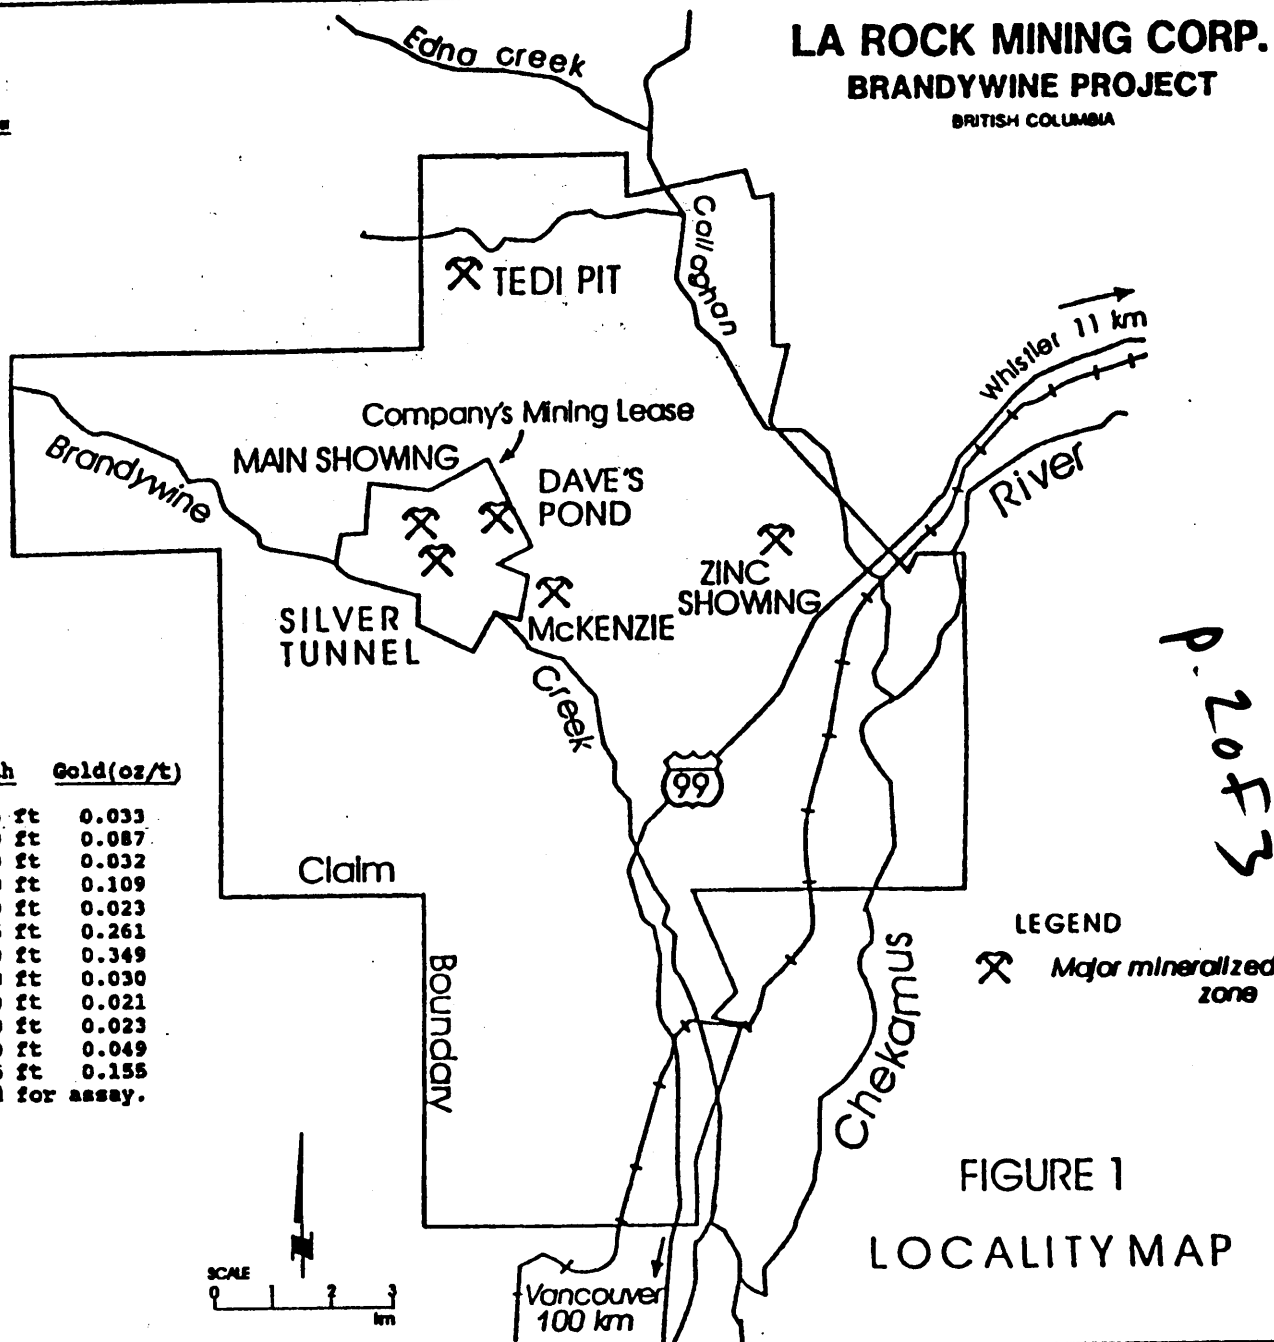 LA ROCK MINING CORP.
BRANDYWINE PROJECT
BRITISH COLUMBIA
Edna creek
Callaghan
TEDI PIT
Whistler 11 km
Company's Mining Lease
MAIN SHOWNG
DAVE'S
POND
Brandywine
River
ZINC
SHOWING
SILVER
TUNNEL
McKENZIE
Creek
p. 2 of 3
99
Gold(oz/t)
ft 0.033
ft 0.087
ft 0.032
ft 0.109
ft 0.023
ft 0.261
ft 0.349
ft 0.030
ft 0.021
ft 0.023
ft 0.049
ft 0.155
for assay.
Claim
Boundary
LEGEND
Major mineralized
zone
Chekamus
FIGURE 1
LOCALITY MAP
N
SCALE
0 1 2 3
km
Vancouver
100 km